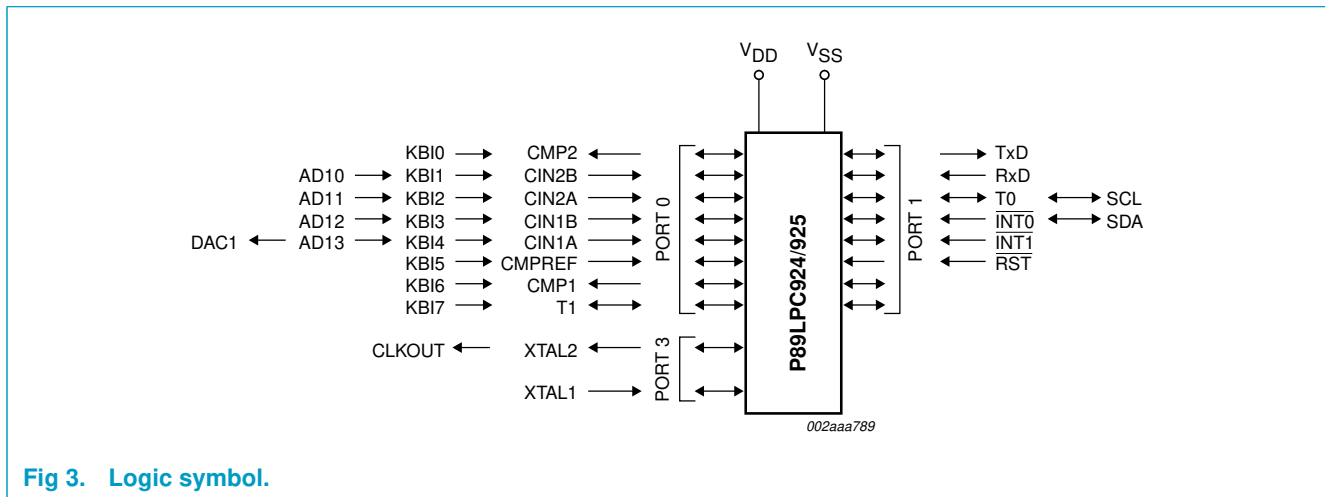 VDD VSS
KBI0 CMP2 TxD
AD10 KBI1 CIN2B RxD
AD11 KBI2 CIN2A T0 SCL
AD12 KBI3 CIN1B INT0 SDA
DAC1 AD13 KBI4 CIN1A INT1
KBI5 CMPREF RST
KBI6 CMP1
KBI7 T1
PORT 0
PORT 1
CLKOUT XTAL2
XTAL1
PORT 3
P89LPC924/925
002aaa789
Fig 3. Logic symbol.